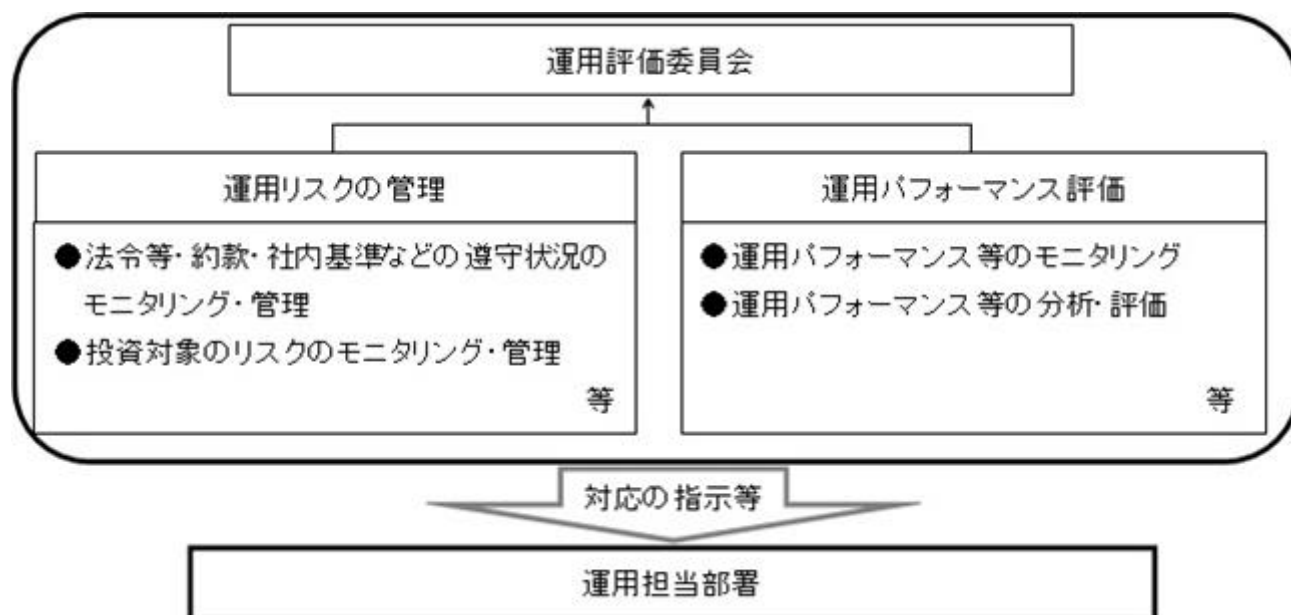 運用評価委員会
運用リスクの管理
●法令等・約款・社内基準などの遵守状況の
モニタリング・管理
●投資対象のリスクのモニタリング・管理
等
運用パフォーマンス評価
●運用パフォーマンス等のモニタリング
●運用パフォーマンス等の分析・評価
等
対応の指示等
運用担当部署